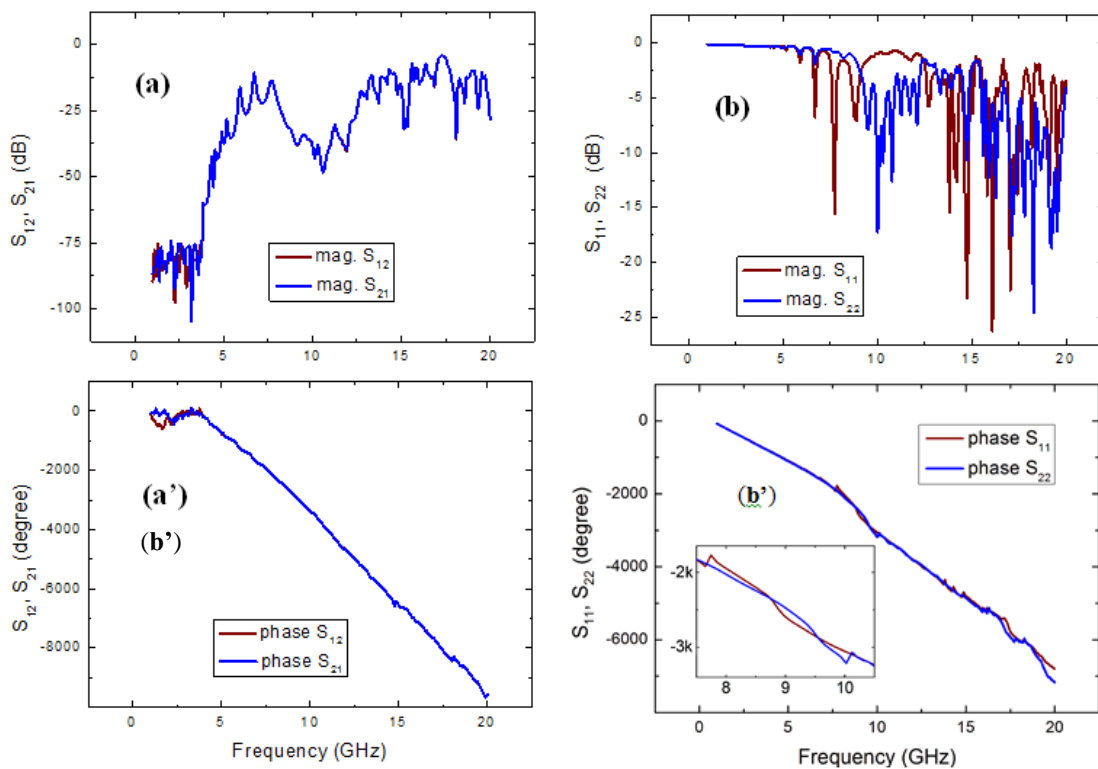 0
-25
-50
-75
-100
S12, S21 (dB)
(a)
mag. S12
mag. S21
0 5 10 15 20
0
-5
-10
-15
-20
-25
S11, S22 (dB)
(b)
mag. S11
mag. S22
0 5 10 15 20
0
-2000
-4000
-6000
-8000
S12, S21 (degree)
(a’)
(b’)
phase S12
phase S21
0 5 10 15 20
Frequency (GHz)
0
-2000
-4000
-6000
S11, S22 (degree)
phase S11
phase S22
(b’)
-2k
-3k
8 9 10
0 5 10 15 20
Frequency (GHz)